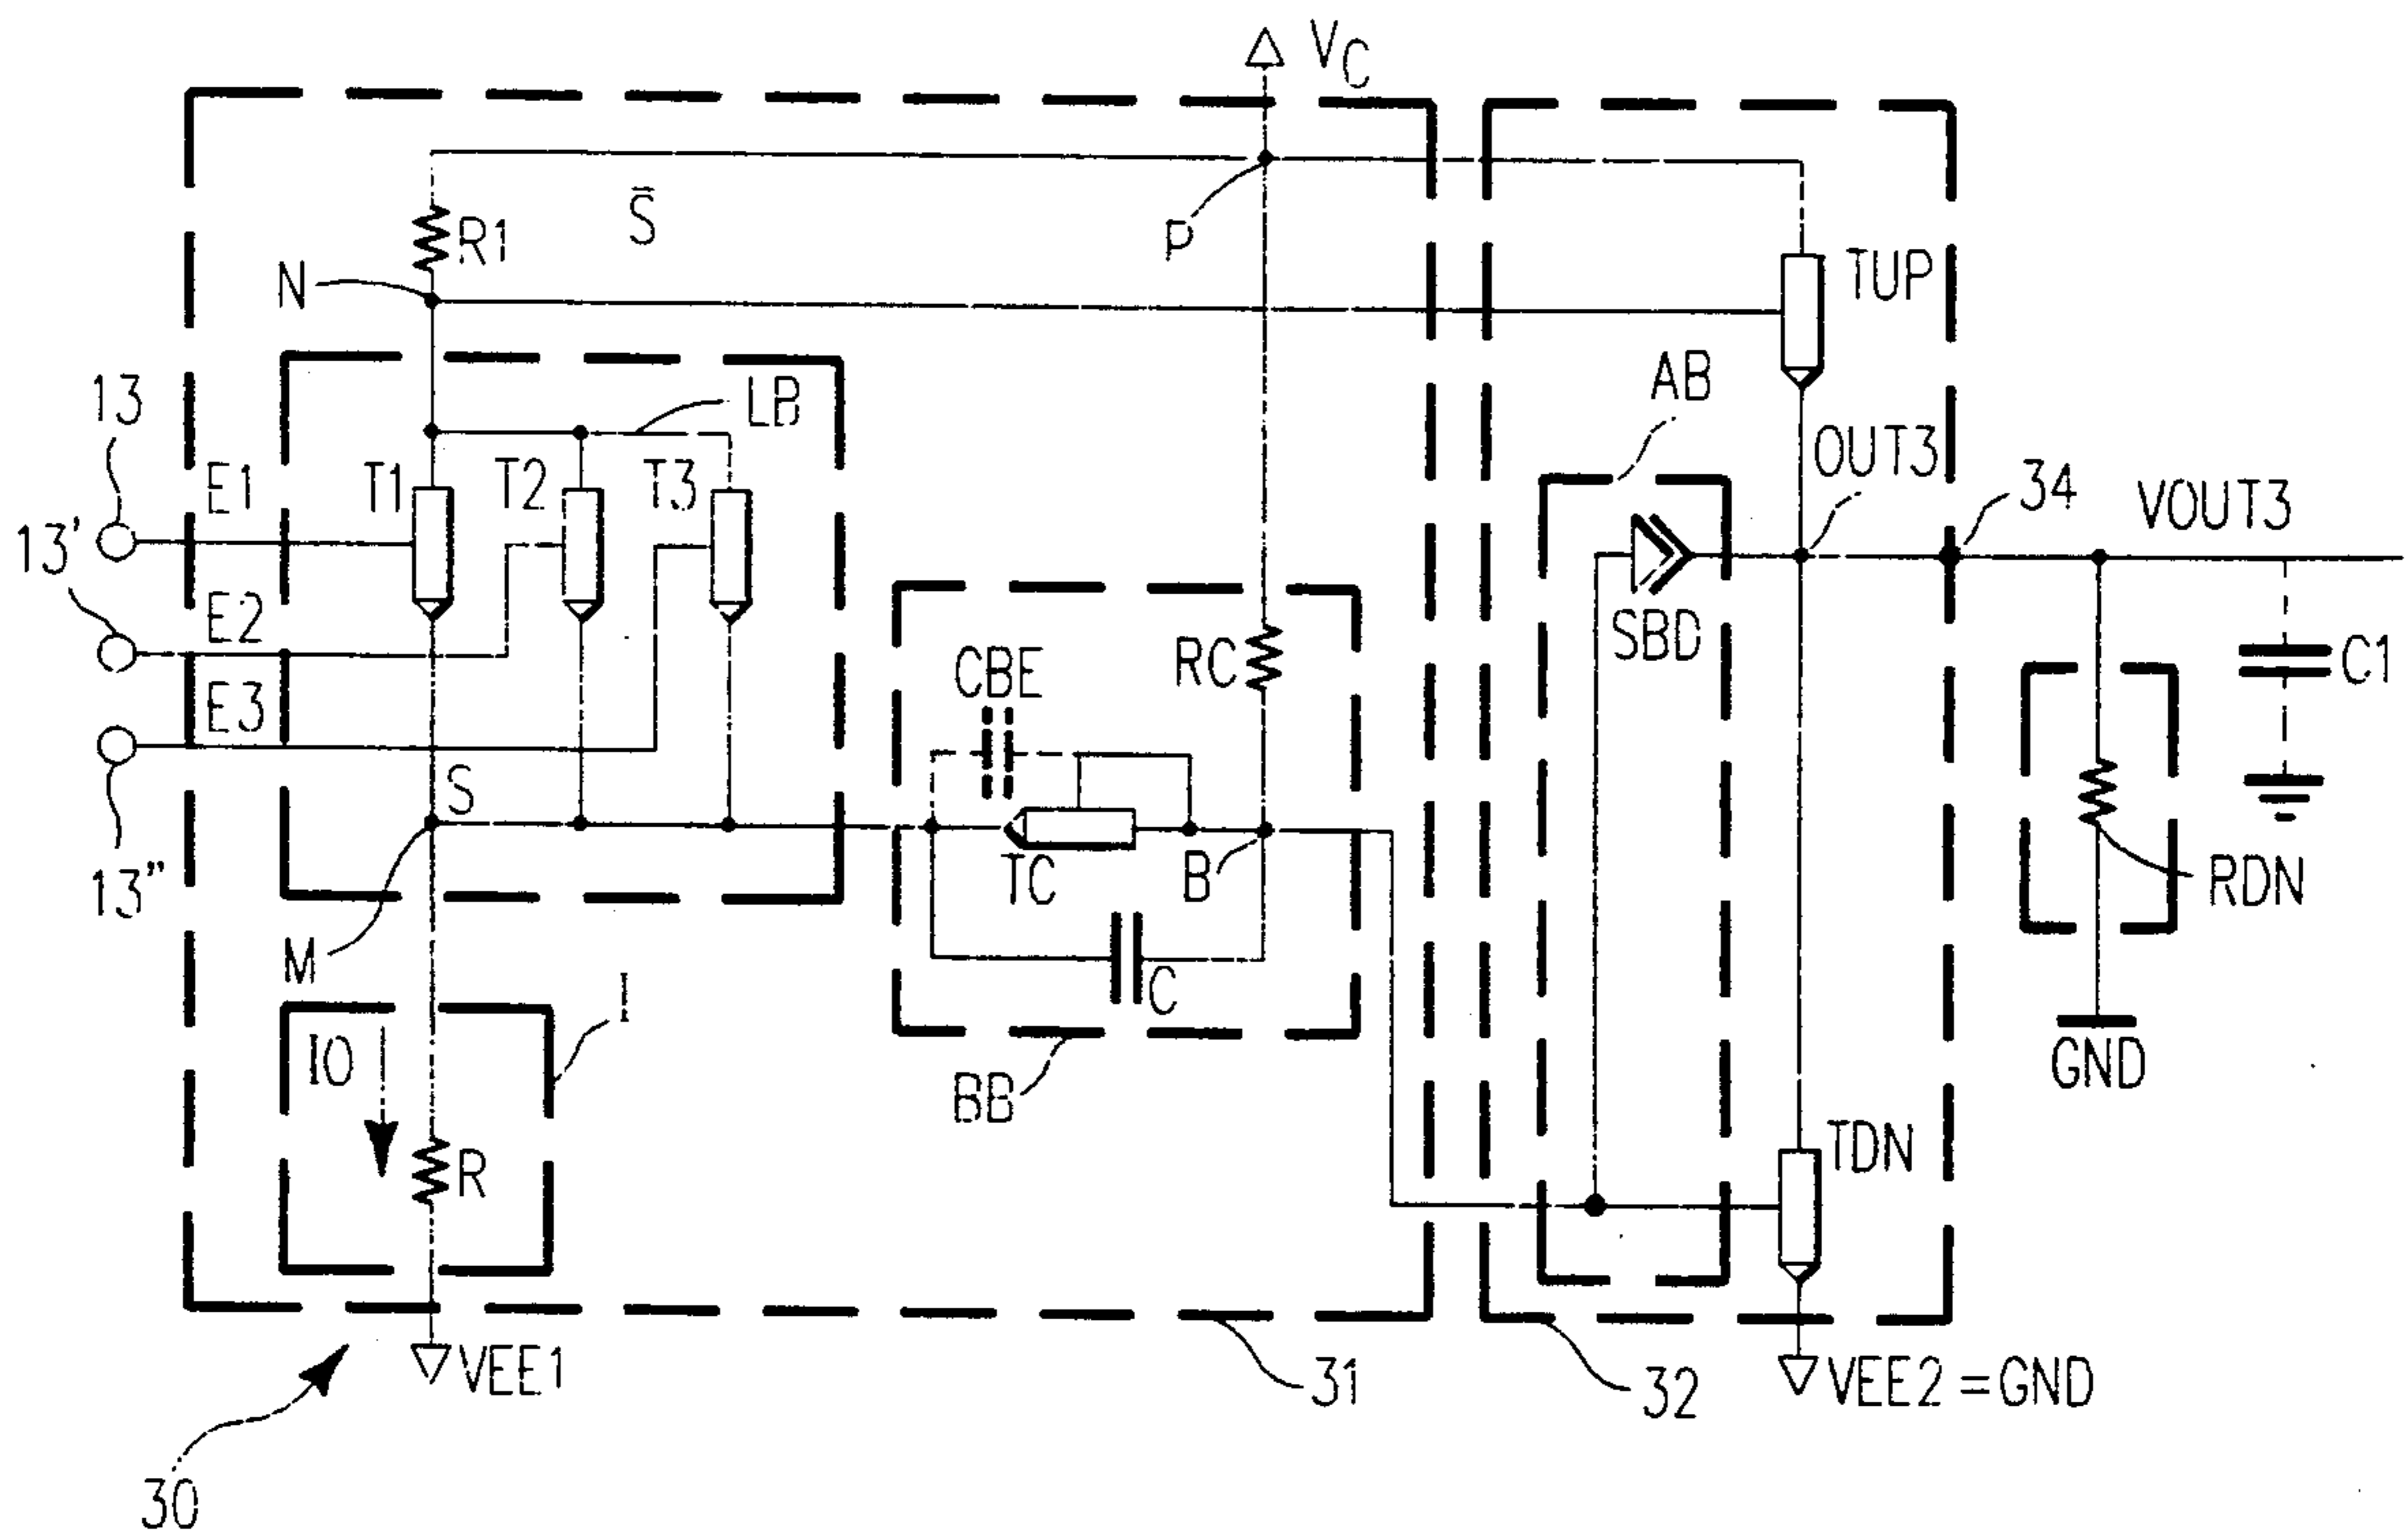 VC
S̄
R1
P
N
TUP
AB
LB
13
OUT3
34
E1
T1
T2
T3
VOUT3
13'
E2
SBD
RC
CBE
C1
E3
S
TC
B
RDN
13"
M
C
I
IO
GND
BB
TDN
R
VEE1
31
32
VEE2=GND
30